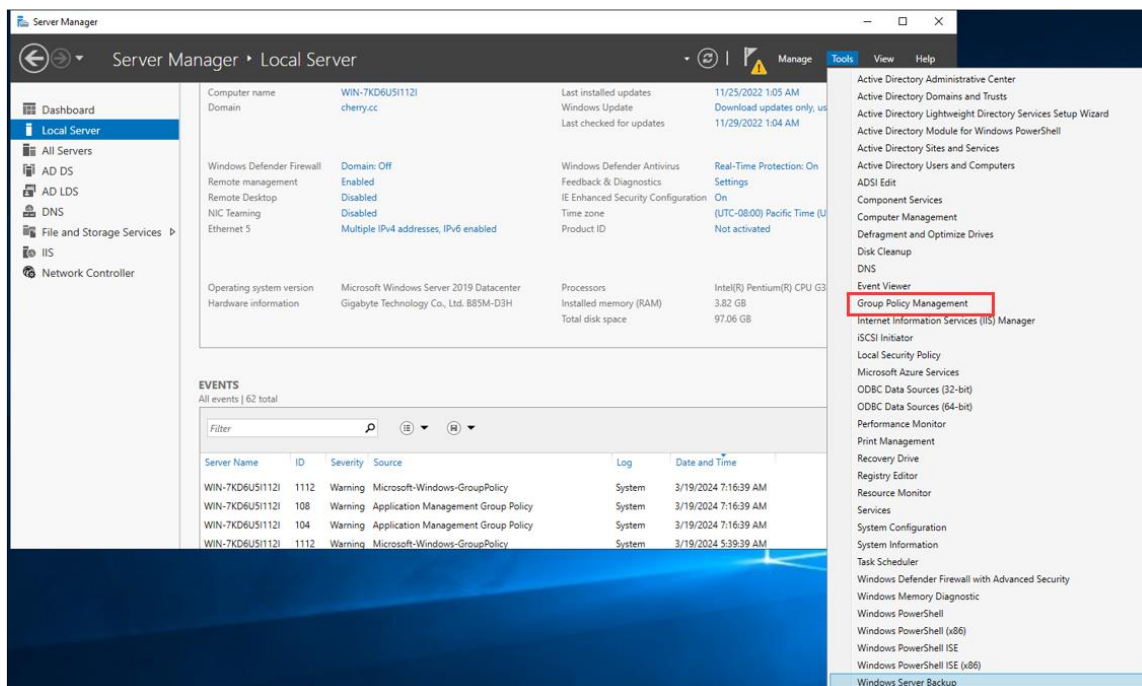 Server Manager
Server Manager • Local Server
Manage Tools View Help
Dashboard
Local Server
All Servers
AD DS
AD LDS
DNS
File and Storage Services
IIS
Network Controller
Computer name WIN-7KD6U5I112I Last installed updates 11/25/2022 1:05 AM
Domain cherry.cc Windows Update Download updates only, us
Last checked for updates 11/29/2022 1:04 AM
Windows Defender Firewall Domain: Off Windows Defender Antivirus Real-Time Protection: On
Remote management Enabled Feedback & Diagnostics Settings
Remote Desktop Disabled IE Enhanced Security Configuration On
NIC Teaming Disabled Time zone (UTC-08:00) Pacific Time (U
Ethernet 5 Multiple IPv4 addresses, IPv6 enabled Product ID Not activated
Operating system version Microsoft Windows Server 2019 Datacenter Processors Intel(R) Pentium(R) CPU G3
Hardware information Gigabyte Technology Co., Ltd. B85M-D3H Installed memory (RAM) 3.82 GB
Total disk space 97.06 GB
EVENTS
All events | 62 total
Filter
Server Name ID Severity Source Log Date and Time
WIN-7KD6U5I112I 1112 Warning Microsoft-Windows-GroupPolicy System 3/19/2024 7:16:39 AM
WIN-7KD6U5I112I 108 Warning Application Management Group Policy System 3/19/2024 7:16:39 AM
WIN-7KD6U5I112I 104 Warning Application Management Group Policy System 3/19/2024 7:16:39 AM
WIN-7KD6U5I112I 1112 Warning Microsoft-Windows-GroupPolicy System 3/19/2024 5:39:39 AM
Active Directory Administrative Center
Active Directory Domains and Trusts
Active Directory Lightweight Directory Services Setup Wizard
Active Directory Module for Windows PowerShell
Active Directory Sites and Services
Active Directory Users and Computers
ADSI Edit
Component Services
Computer Management
Defragment and Optimize Drives
Disk Cleanup
DNS
Event Viewer
Group Policy Management
Internet Information Services (IIS) Manager
iSCSI Initiator
Local Security Policy
Microsoft Azure Services
ODBC Data Sources (32-bit)
ODBC Data Sources (64-bit)
Performance Monitor
Print Management
Recovery Drive
Registry Editor
Resource Monitor
Services
System Configuration
System Information
Task Scheduler
Windows Defender Firewall with Advanced Security
Windows Memory Diagnostic
Windows PowerShell
Windows PowerShell (x86)
Windows PowerShell ISE
Windows PowerShell ISE (x86)
Windows Server Backup